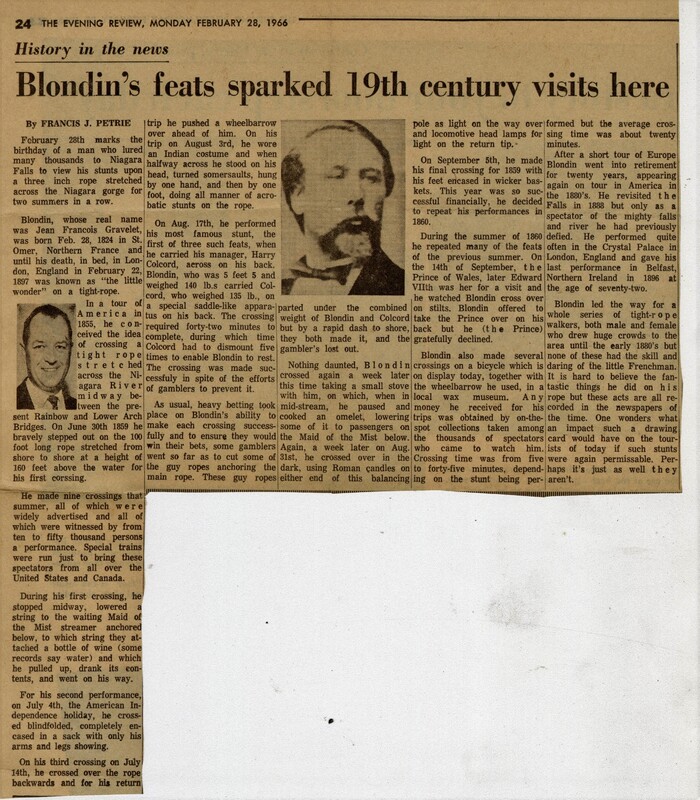 24 THE EVENING REVIEW, MONDAY FEBRUARY 28, 1966
History in the news
Blondin's feats sparked 19th century visits here
By FRANCIS J. PETRIE
February 28th marks the
birthday of a man who lured
many thousands to Niagara
Falls to view his stunts upon
a three inch rope stretched
across the Niagara gorge for
two summers in a row.
Blondin, whose real name
was Jean Francois Gravelet,
was born Feb. 28, 1824 in St.
Omer, Northern France and
until his death, in bed, in Lon-
don, England in February 22,
1897 was known as "the little
wonder" on a tight-rope.
In a tour of
America in
1855, he con-
ceived the idea
of crossing a
tight rope
stretched
across the Ni-
agara River
midway be-
tween the pre-
sent Rainbow and Lower Arch
Bridges. On June 30th 1859 he
bravely stepped out on the 100
foot long rope stretched from
shore to shore at a height of
160 feet above the water for
his first corssing.
He made nine crossings that
summer, all of which were
widely advertised and all of
which were witnessed by from
ten to fifty thousand persons
a performance. Special trains
were run just to bring these
spectators from all over the
United States and Canada.
During his first crossing, he
stopped midway, lowered a
string to the waiting Maid of
the Mist streamer anchored
below, to which string they at-
tached a bottle of wine (some
records say water) and which
he pulled up, drank its con-
tents, and went on his way.
For his second performance,
on July 4th, the American In-
dependence holiday, he cross-
ed blindfolded, completely en-
cased in a sack with only his
arms and legs showing.
On his third crossing on July
14th, he crossed over the rope
backwards and for his return
trip he pushed a wheelbarrow
over ahead of him. On his
trip on August 3rd, he wore
an Indian costume and when
halfway across he stood on his
head, turned somersaults, hung
by one hand, and then by one
foot, doing all manner of acro-
batic stunts on the rope.
On Aug. 17th, he performed
his most famous stunt, the
first of three such feats, when
he carried his manager, Harry
Colcord, across on his back.
Blondin, who was 5 feet 5 and
weighed 140 lb.s carried Col-
cord, who weighed 135 lb., on
a special saddle-like appara-
tus on his back. The crossing
required forty-two minutes to
complete, during which time
Colcord had to dismount five
times to enable Blondin to rest.
The crossing was made suc-
cessfuly in spite of the efforts
of gamblers to prevent it.
As usual, heavy betting took
place on Blondin's ability to
make each crossing success-
fully and to ensure they would
win their bets, some gamblers
went so far as to cut some of
the guy ropes anchoring the
main rope. These guy ropes
parted under the combined
weight of Blondin and Colcord
but by a rapid dash to shore,
they both made it, and the
gambler's lost out.
Nothing daunted, Blondin
crossed again a week later
this time taking a small stove
with him, on which, when in
mid-stream, he paused and
cooked an omelet, lowering
some of it to passengers on
the Maid of the Mist below.
Again, a week later on Aug.
31st, he crossed over in the
dark, using Roman candles on
either end of this balancing
pole as light on the way over
and locomotive head lamps for
light on the return tip.
On September 5th, he made
his final crossing for 1859 with
his feet encased in wicker bas-
kets. This year was so suc-
cessful financially, he decided
to repeat his performances in
1860.
During the summer of 1860
he repeated many of the feats
of the previous summer. On
the 14th of September, the
Prince of Wales, later Edward
VIIth was her for a visit and
he watched Blondin cross over
on stilts. Blondin offered to
take the Prince over on his
back but he (the Prince)
gratefully declined.
Blondin also made several
crossings on a bicycle which is
on display today, together with
the wheelbarrow be used, in a
local wax museum. Any
money he received for his
trips was obtained by on-the-
spot collections taken among
the thousands of spectators
who came to watch him.
Crossing time was from five
to forty-five minutes, depend-
ing on the stunt being per-
formed but the average cros-
sing time was about twenty
minutes.
After a short tour of Europe
Blondin went into retirement
for twenty years, appearing
again on tour in America in
the 1880's. He revisited the
Falls in 1888 but only as a
spectator of the mighty falls
and river he had previously
defied. He performed quite
often in the Crystal Palace in
London, England and gave his
last performance in Belfast,
Northern Ireland in 1896 at
the age of seventy-two.
Blondin led the way for a
whole series of tight-rope
walkers, both male and female
who drew huge crowds to the
area until the early 1880's but
none of these had the skill and
daring of the little Frenchman.
It is hard to believe the fan-
tastic things he did on his
rope but these acts are all re-
corded in the newspapers of
the time. One wonders what
an impact such a drawing
card would have on the tour-
ists of today if such stunts
were again permissable. Per-
haps it's just as well they
aren't.